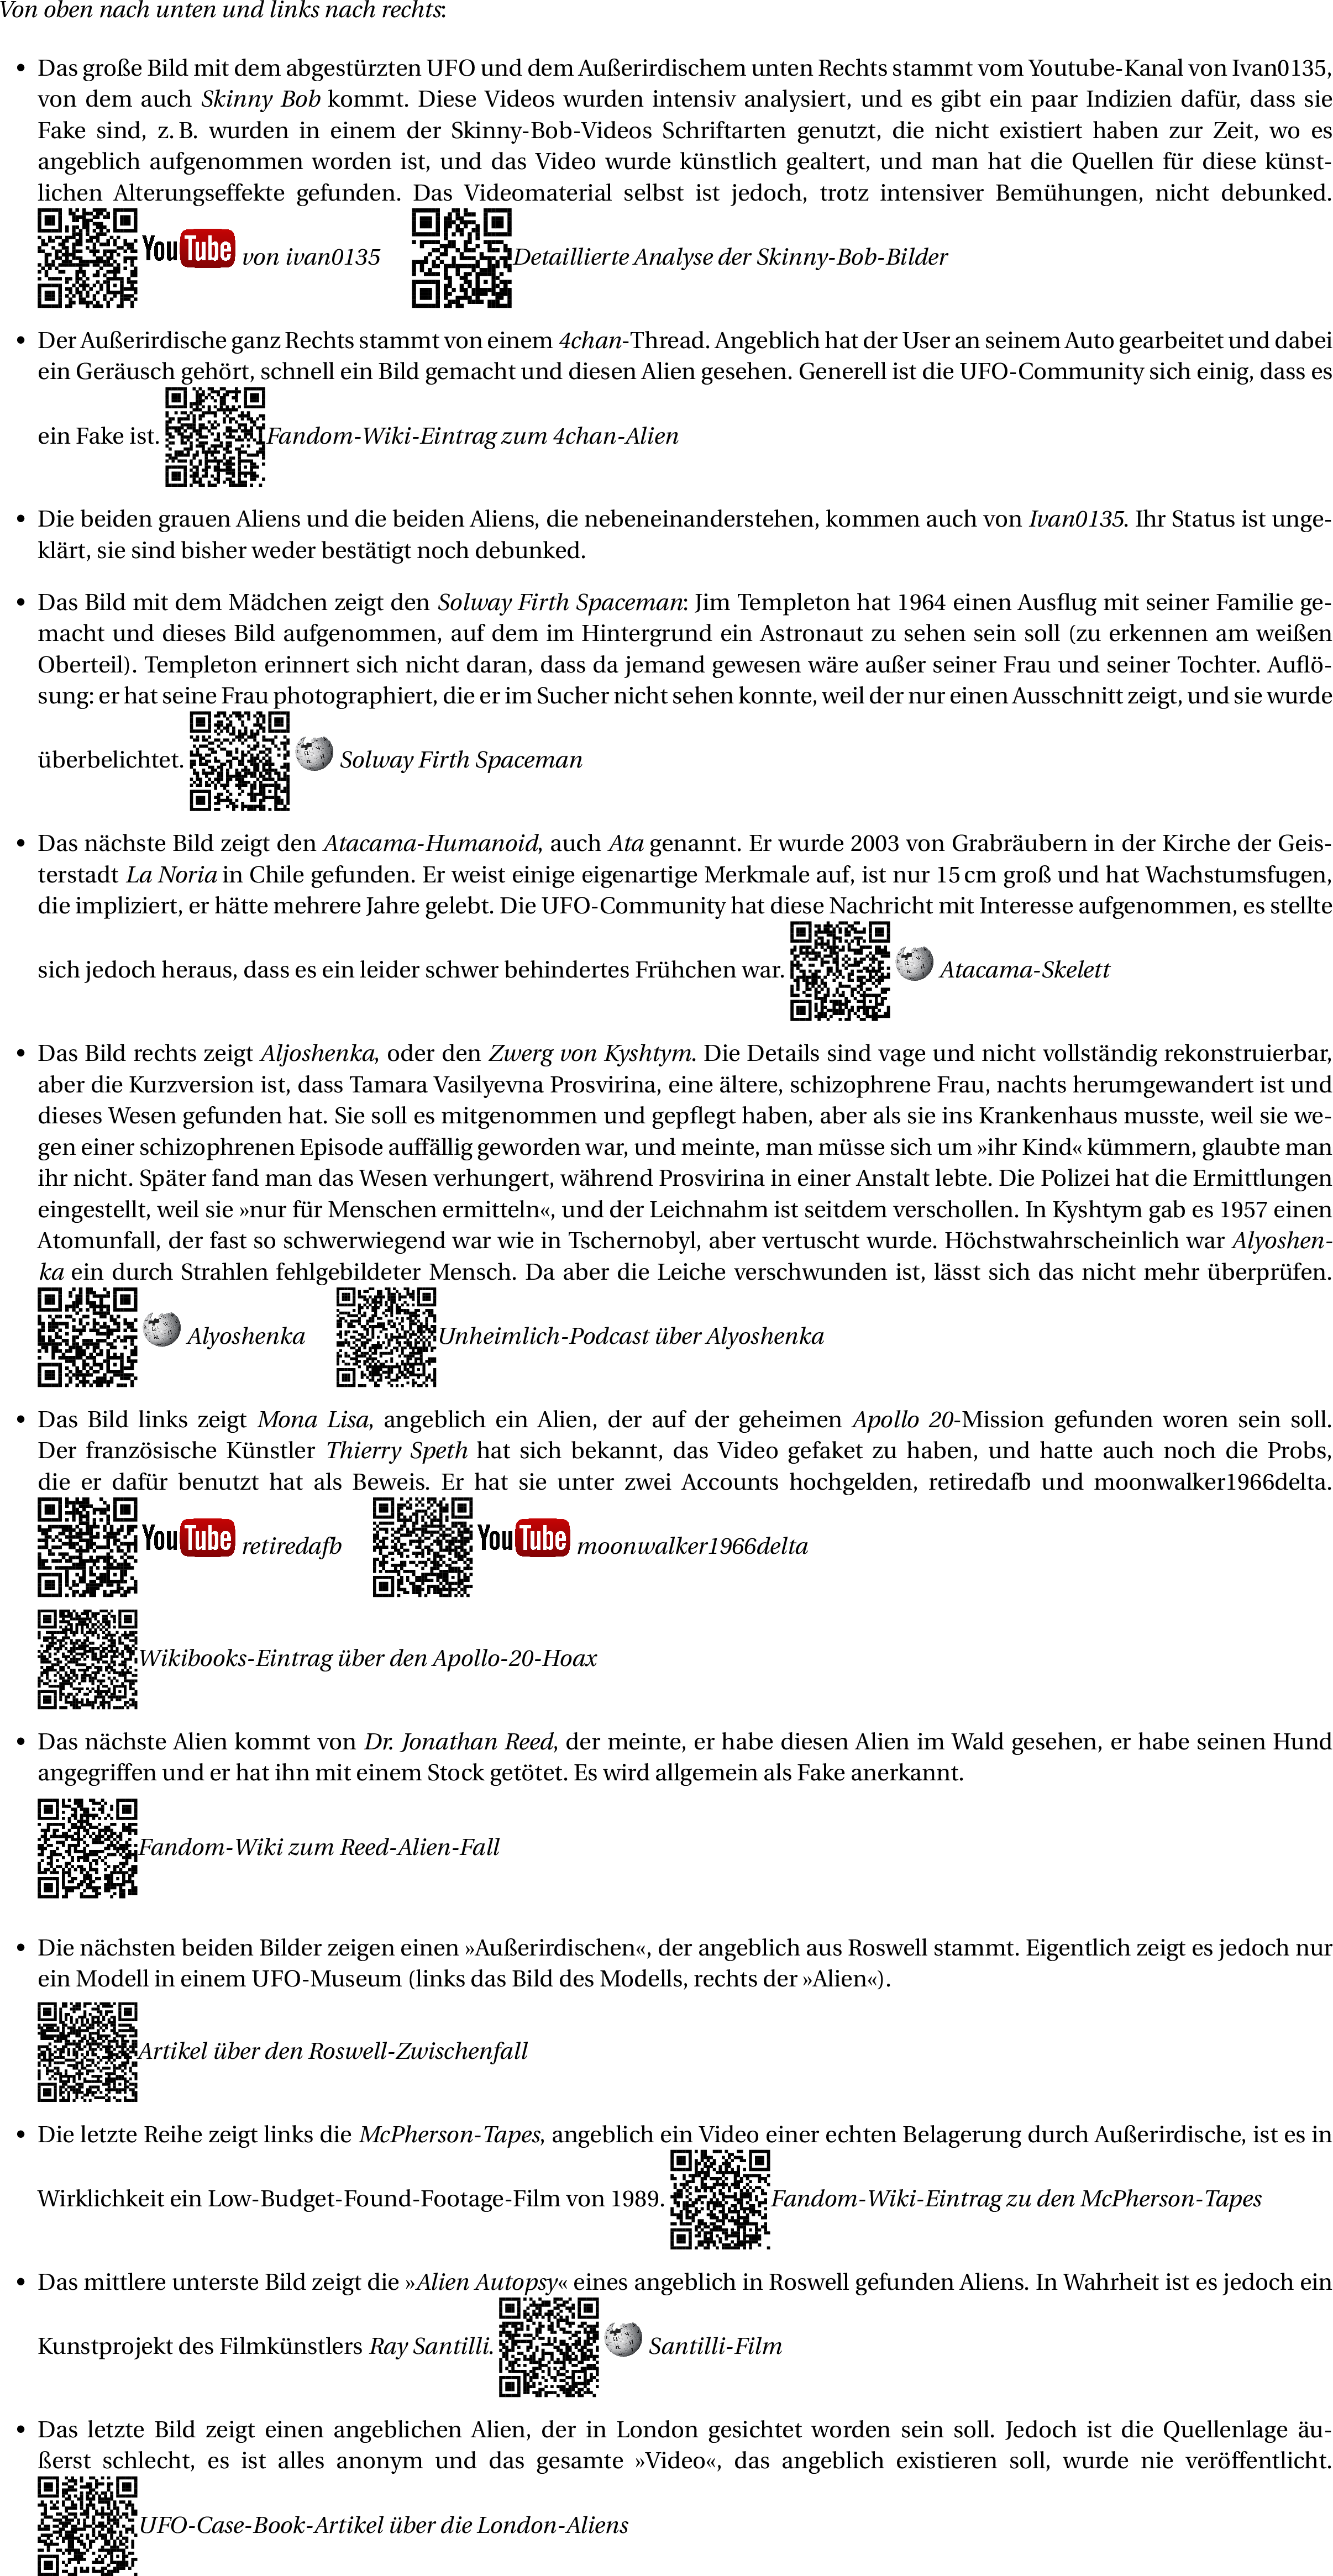 Von oben nach unten und links nach rechts:
• Das große Bild mit dem abgestürzten UFO und dem Außerirdischem unten Rechts stammt vom Youtube-Kanal von Ivan0135,
von dem auch Skinny Bob kommt. Diese Videos wurden intensiv analysiert, und es gibt ein paar Indizien dafür, dass sie
Fake sind, z. B. wurden in einem der Skinny-Bob-Videos Schriftarten genutzt, die nicht existiert haben zur Zeit, wo es
angeblich aufgenommen worden ist, und das Video wurde künstlich gealtert, und man hat die Quellen für diese künst-
lichen Alterungseffekte gefunden. Das Videomaterial selbst ist jedoch, trotz intensiver Bemühungen, nicht debunked.
YouTube von ivan0135 Detaillierte Analyse der Skinny-Bob-Bilder
• Der Außerirdische ganz Rechts stammt von einem 4chan-Thread. Angeblich hat der User an seinem Auto gearbeitet und dabei
ein Geräusch gehört, schnell ein Bild gemacht und diesen Alien gesehen. Generell ist die UFO-Community sich einig, dass es
ein Fake ist. Fandom-Wiki-Eintrag zum 4chan-Alien
• Die beiden grauen Aliens und die beiden Aliens, die nebeneinanderstehen, kommen auch von Ivan0135. Ihr Status ist unge-
klärt, sie sind bisher weder bestätigt noch debunked.
• Das Bild mit dem Mädchen zeigt den Solway Firth Spaceman: Jim Templeton hat 1964 einen Ausflug mit seiner Familie ge-
macht und dieses Bild aufgenommen, auf dem im Hintergrund ein Astronaut zu sehen sein soll (zu erkennen am weißen
Oberteil). Templeton erinnert sich nicht daran, dass da jemand gewesen wäre außer seiner Frau und seiner Tochter. Auflö-
sung: er hat seine Frau photographiert, die er im Sucher nicht sehen konnte, weil der nur einen Ausschnitt zeigt, und sie wurde
überbelichtet. Solway Firth Spaceman
• Das nächste Bild zeigt den Atacama-Humanoid, auch Ata genannt. Er wurde 2003 von Grabräubern in der Kirche der Geis-
terstadt La Noria in Chile gefunden. Er weist einige eigenartige Merkmale auf, ist nur 15 cm groß und hat Wachstumsfugen,
die impliziert, er hätte mehrere Jahre gelebt. Die UFO-Community hat diese Nachricht mit Interesse aufgenommen, es stellte
sich jedoch heraus, dass es ein leider schwer behindertes Frühchen war. Atacama-Skelett
• Das Bild rechts zeigt Aljoshenka, oder den Zwerg von Kyshtym. Die Details sind vage und nicht vollständig rekonstruierbar,
aber die Kurzversion ist, dass Tamara Vasilyevna Prosvirina, eine ältere, schizophrene Frau, nachts herumgewandert ist und
dieses Wesen gefunden hat. Sie soll es mitgenommen und gepflegt haben, aber als sie ins Krankenhaus musste, weil sie we-
gen einer schizophrenen Episode auffällig geworden war, und meinte, man müsse sich um »ihr Kind« kümmern, glaubte man
ihr nicht. Später fand man das Wesen verhungert, während Prosvirina in einer Anstalt lebte. Die Polizei hat die Ermittlungen
eingestellt, weil sie »nur für Menschen ermitteln«, und der Leichnahm ist seitdem verschollen. In Kyshtym gab es 1957 einen
Atomunfall, der fast so schwerwiegend war wie in Tschernobyl, aber vertuscht wurde. Höchstwahrscheinlich war Alyoshen-
ka ein durch Strahlen fehlgebildeter Mensch. Da aber die Leiche verschwunden ist, lässt sich das nicht mehr überprüfen.
Alyoshenka Unheimlich-Podcast über Alyoshenka
• Das Bild links zeigt Mona Lisa, angeblich ein Alien, der auf der geheimen Apollo 20-Mission gefunden woren sein soll.
Der französische Künstler Thierry Speth hat sich bekannt, das Video gefaket zu haben, und hatte auch noch die Probs,
die er dafür benutzt hat als Beweis. Er hat sie unter zwei Accounts hochgelden, retiredafb und moonwalker1966delta.
YouTube retiredafb YouTube moonwalker1966delta
Wikibooks-Eintrag über den Apollo-20-Hoax
• Das nächste Alien kommt von Dr. Jonathan Reed, der meinte, er habe diesen Alien im Wald gesehen, er habe seinen Hund
angegriffen und er hat ihn mit einem Stock getötet. Es wird allgemein als Fake anerkannt.
Fandom-Wiki zum Reed-Alien-Fall
• Die nächsten beiden Bilder zeigen einen »Außerirdischen«, der angeblich aus Roswell stammt. Eigentlich zeigt es jedoch nur
ein Modell in einem UFO-Museum (links das Bild des Modells, rechts der »Alien«).
Artikel über den Roswell-Zwischenfall
• Die letzte Reihe zeigt links die McPherson-Tapes, angeblich ein Video einer echten Belagerung durch Außerirdische, ist es in
Wirklichkeit ein Low-Budget-Found-Footage-Film von 1989. Fandom-Wiki-Eintrag zu den McPherson-Tapes
• Das mittlere unterste Bild zeigt die »Alien Autopsy« eines angeblich in Roswell gefunden Aliens. In Wahrheit ist es jedoch ein
Kunstprojekt des Filmkünstlers Ray Santilli. Santilli-Film
• Das letzte Bild zeigt einen angeblichen Alien, der in London gesichtet worden sein soll. Jedoch ist die Quellenlage äu-
ßerst schlecht, es ist alles anonym und das gesamte »Video«, das angeblich existieren soll, wurde nie veröffentlicht.
UFO-Case-Book-Artikel über die London-Aliens